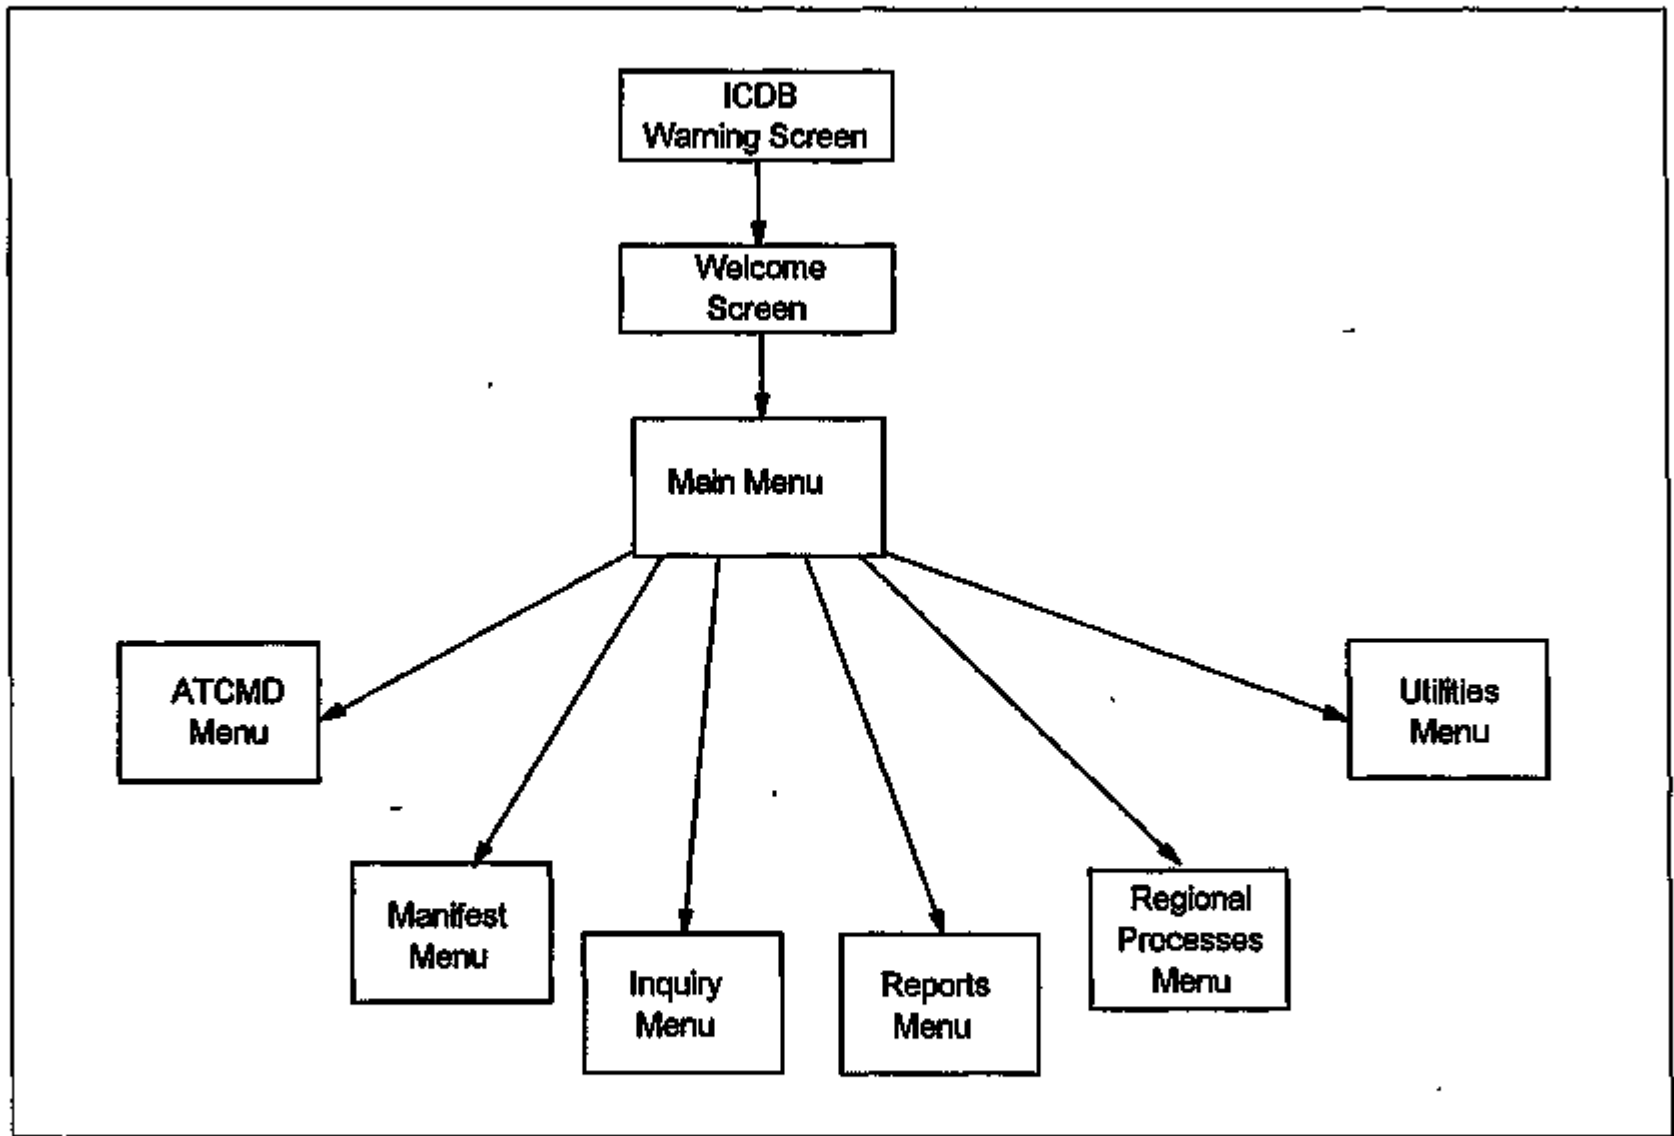 ICDB
Warning Screen
Welcome
Screen
Main Menu
ATCMD
Menu
Utilities
Menu
Manifest
Menu
Inquiry
Menu
Reports
Menu
Regional
Processes
Menu